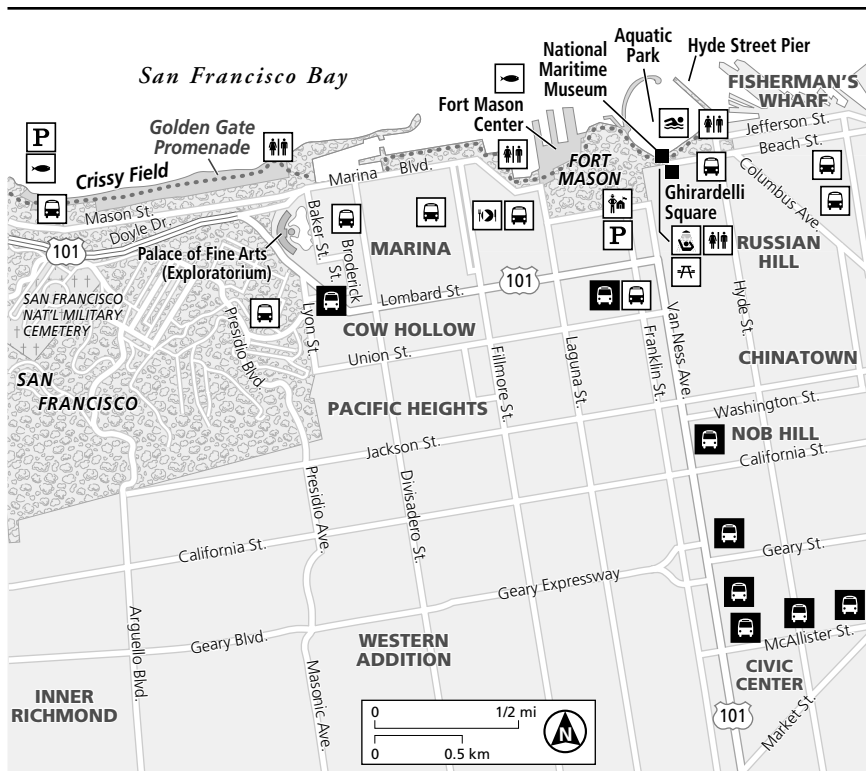 San Francisco Bay
Aquatic
Park
Hyde Street Pier
National
Maritime
Museum
FISHERMAN'S
WHARF
Fort Mason
Center
Jefferson St.
Beach St.
P
Golden Gate
Promenade
Crissy Field
Marina Blvd.
FORT
MASON
Columbus Ave.
Ghirardelli
Square
Mason St.
Doyle Dr.
101
Palace of Fine Arts
(Exploratorium)
Baker St.
Broderick
St.
MARINA
P
RUSSIAN
HILL
101
SAN FRANCISCO
NAT'L MILITARY
CEMETERY
Lombard St.
COW HOLLOW
Presidio Blvd.
Lyon St.
Union St.
Fillmore St.
Laguna St.
Franklin St.
Van Ness Ave.
Hyde St.
CHINATOWN
SAN
FRANCISCO
PACIFIC HEIGHTS
Washington St.
NOB HILL
Jackson St.
California St.
Presidio Ave.
Divisadero St.
California St.
Geary St.
Geary Expressway
Arguello Blvd.
Geary Blvd.
Masonic Ave.
WESTERN
ADDITION
McAllister St.
CIVIC
CENTER
INNER
RICHMOND
101
Market St.
0 1/2 mi
0 0.5 km
N